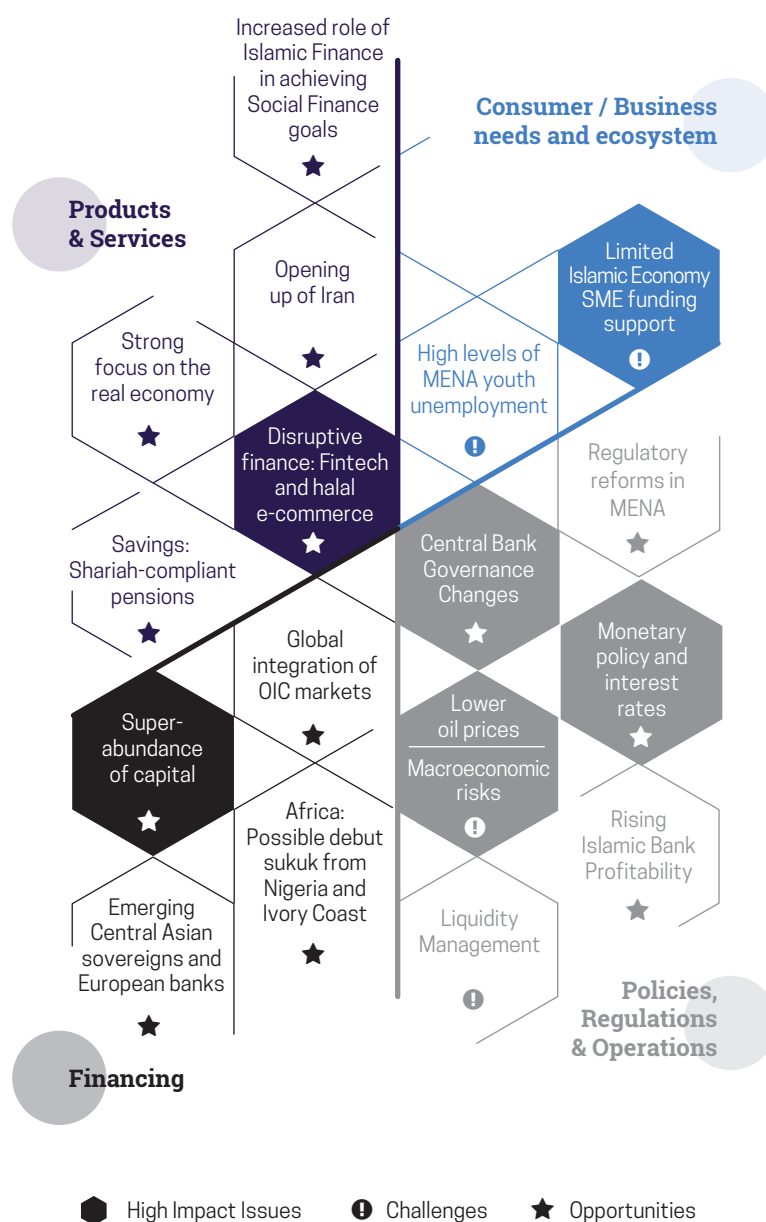 Increased role of
Islamic Finance
in achieving
Social Finance
goals
Consumer / Business
needs and ecosystem
Products
& Services
Opening
up of Iran
Limited
Islamic Economy
SME funding
support
Strong
focus on the
real economy
High levels of
MENA youth
unemployment
Disruptive
finance: Fintech
and halal
e-commerce
Regulatory
reforms in
MENA
Savings:
Shariah-compliant
pensions
Central Bank
Governance
Changes
Global
integration of
OIC markets
Monetary
policy and
interest
rates
Super-
abundance
of capital
Lower
oil prices
Macroeconomic
risks
Africa:
Possible debut
sukuk from
Nigeria and
Ivory Coast
Rising
Islamic Bank
Profitability
Emerging
Central Asian
sovereigns and
European banks
Liquidity
Management
Policies,
Regulations
& Operations
Financing
High Impact Issues
Challenges
Opportunities